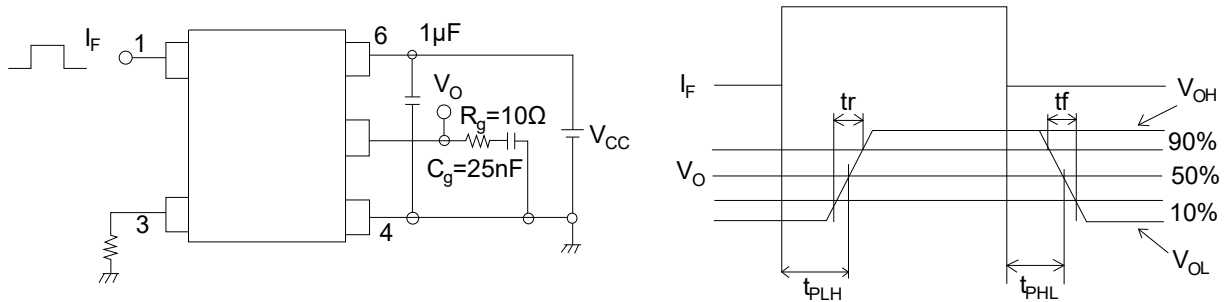 I_F
1
6
1µF
V_O
R_g=10Ω
C_g=25nF
V_CC
3
4
I_F
V_O
tr
tf
V_OH
90%
50%
10%
V_OL
t_PLH
t_PHL